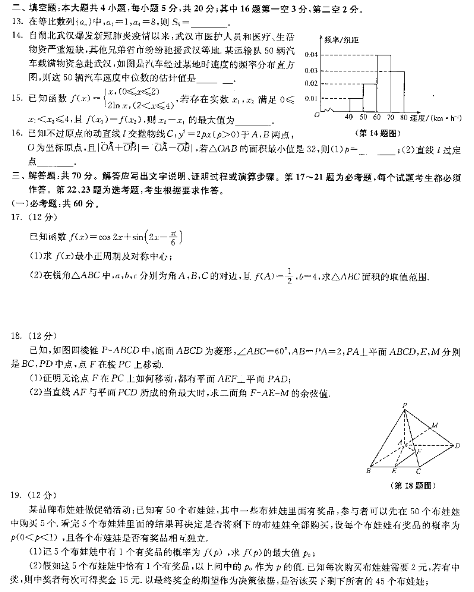 二、填空题:本大题共4小题,每小题5分,共20分,其中16题第一空3分,第二空2分。
13. 在等比数列{aₙ}中,a₁=1,a₄=8,则S₅=______.
14. 自湖北爆发新冠肺炎疫情以来,武汉市医护人员和医疗、生活
物资严重短缺,其他兄弟省市纷纷驰援武汉等地.某运输队50辆汽
车载满物资急赴武汉,如图是汽车经过某地时速度的频率分布直方
图,则这50辆汽车速度中位数的估计值是______.
频率/组距
0.04
0.03
0.02
0.01
O 40 50 60 70 80 速度/(km·h⁻¹)
(第14题图)
15. 已知函数 f(x)={x,(0≤x≤2) 2ln x,(2<x≤4),若存在实数x₁,x₂满足0≤
x₁<x₂≤4,且f(x₁)=f(x₂),则x₂-x₁的最大值为______.
16. 已知不过原点的动直线l交抛物线C:y²=2px(p>0)于A,B两点,
O为坐标原点,且|OA+OB|=|OA-OB|,若△OAB的面积最小值是32,则(1)p=______;(2)直线l过定
点______.
三、解答题:共70分。解答应写出文字说明、证明过程或演算步骤。第17~21题为必考题,每个试题考生都必须
作答。第22、23题为选考题,考生根据要求作答。
(一)必考题:共60分。
17. (12分)
已知函数 f(x)=cos 2x+sin(2x-π/6)
(1)求f(x)最小正周期及对称中心;
(2)在锐角△ABC中,a,b,c分别为角A,B,C的对边,且f(A)=1/2,b=4,求△ABC面积的取值范围.
18. (12分)
已知,如图四棱锥P-ABCD中,底面ABCD为菱形,∠ABC=60°,AB=PA=2,PA⊥平面ABCD,E,M分别
是BC,PD中点,点F在棱PC上移动.
(1)证明无论点F在PC上如何移动,都有平面AEF⊥平面PAD;
(2)当直线AF与平面PCD所成的角最大时,求二面角F-AE-M的余弦值.
P
M
F
A
D
B
E
C
(第18题图)
19. (12分)
某品牌布娃娃做促销活动:已知有50个布娃娃,其中一些布娃娃里面有奖品,参与者可以先在50个布娃娃
中购买5个,看完5个布娃娃里面的结果再决定是否将剩下的布娃娃全部购买,设每个布娃娃有奖品的概率为
p(0<p<1),且各个布娃娃是否有奖品相互独立.
(1)记5个布娃娃中有1个有奖品的概率为f(p),求f(p)的最大值p₀;
(2)假如这5个布娃娃中恰有1个有奖品,以上问中的p₀作为p的值.已知每次购买布娃娃需要2元,若有中
奖,则中奖者每次可得奖金15元.以最终奖金的期望作为决策依据,是否该买下剩下所有的45个布娃娃;